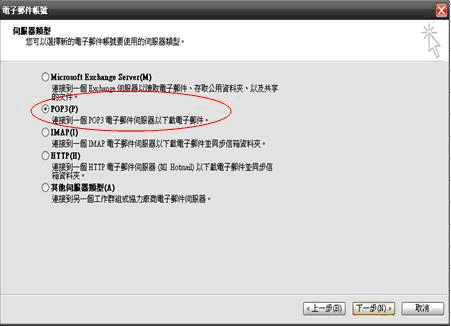 電子郵件帳號
伺服器類型
您可以選擇新的電子郵件帳號要使用的伺服器類型。
Microsoft Exchange Server(M)
連接到一個 Exchange 伺服器以讀取電子郵件、存取公用資料夾、以及共享
的文件。
POP3(P)
連接到一個 POP3 電子郵件伺服器以下載電子郵件。
IMAP(I)
連接到一個 IMAP 電子郵件伺服器以下載電子郵件並同步信箱資料夾。
HTTP(H)
連接到一個 HTTP 電子郵件伺服器 (如 Hotmail) 以下載電子郵件並同步信
箱資料夾。
其他伺服器類型(A)
連接到另一個工作群組或協力廠商電子郵件伺服器。
<上一步(B)
下一步(N)>
取消